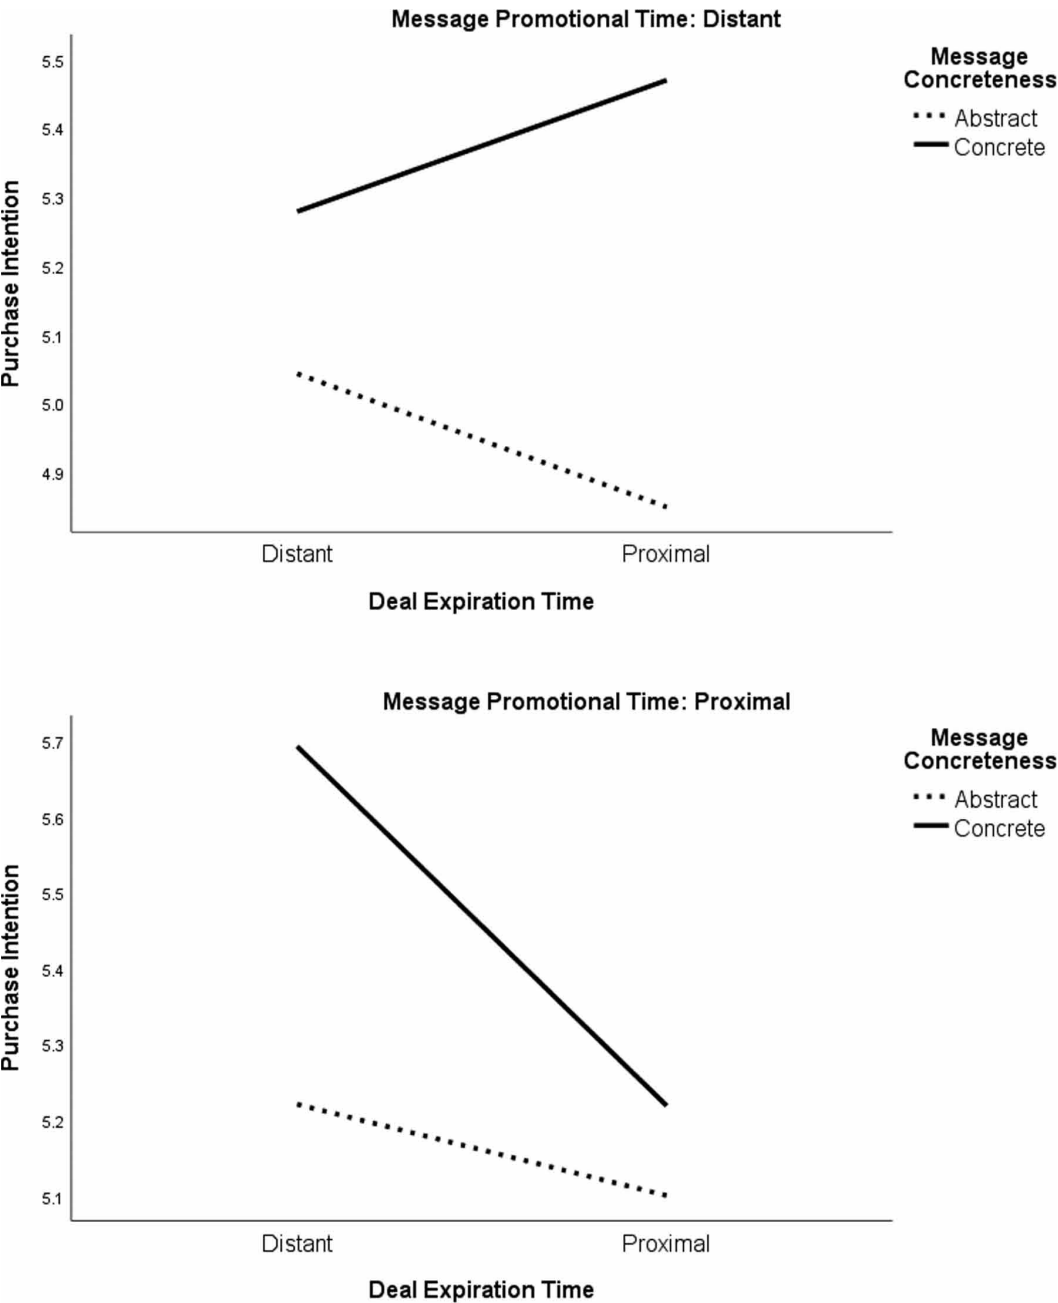 Message Promotional Time: Distant
Message
Concreteness
Abstract
Concrete
Purchase Intention
5.5
5.4
5.3
5.2
5.1
5.0
4.9
Distant
Proximal
Deal Expiration Time
Message Promotional Time: Proximal
Message
Concreteness
Abstract
Concrete
Purchase Intention
5.7
5.6
5.5
5.4
5.3
5.2
5.1
Distant
Proximal
Deal Expiration Time